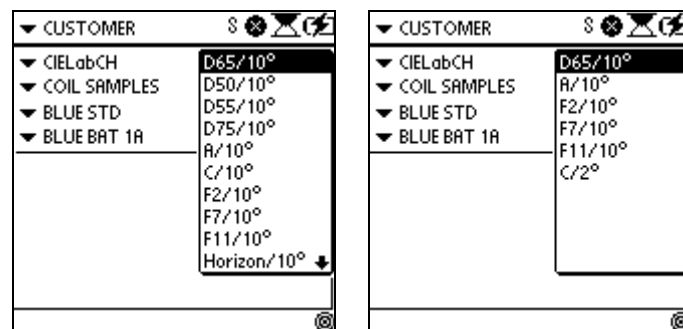 CUSTOMER S
CIELabCH
COIL SAMPLES
BLUE STD
BLUE BAT 1A
D65/10°
D50/10°
D55/10°
D75/10°
A/10°
C/10°
F2/10°
F7/10°
F11/10°
Horizon/10°
CUSTOMER S
CIELabCH
COIL SAMPLES
BLUE STD
BLUE BAT 1A
D65/10°
A/10°
F2/10°
F7/10°
F11/10°
C/2°